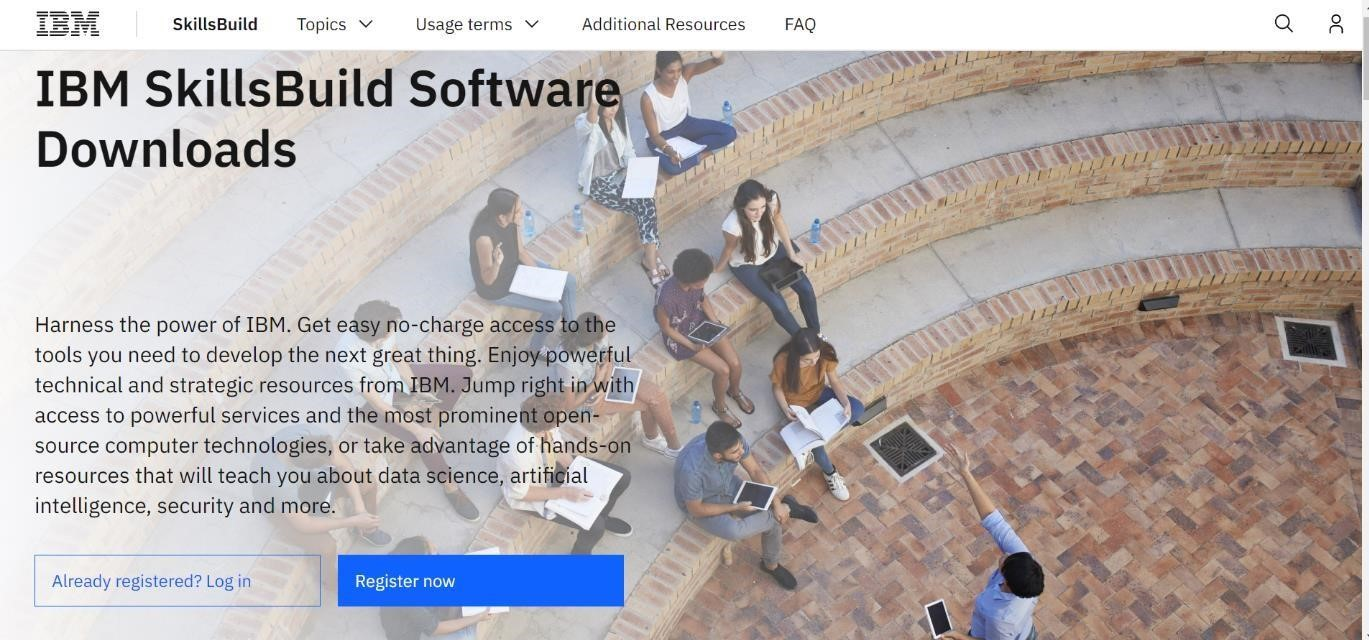 IBM SkillsBuild Topics Usage terms Additional Resources FAQ
IBM SkillsBuild Software
Downloads
Harness the power of IBM. Get easy no-charge access to the
tools you need to develop the next great thing. Enjoy powerful
technical and strategic resources from IBM. Jump right in with
access to powerful services and the most prominent open-
source computer technologies, or take advantage of hands-on
resources that will teach you about data science, artificial
intelligence, security and more.
Already registered? Log in Register now